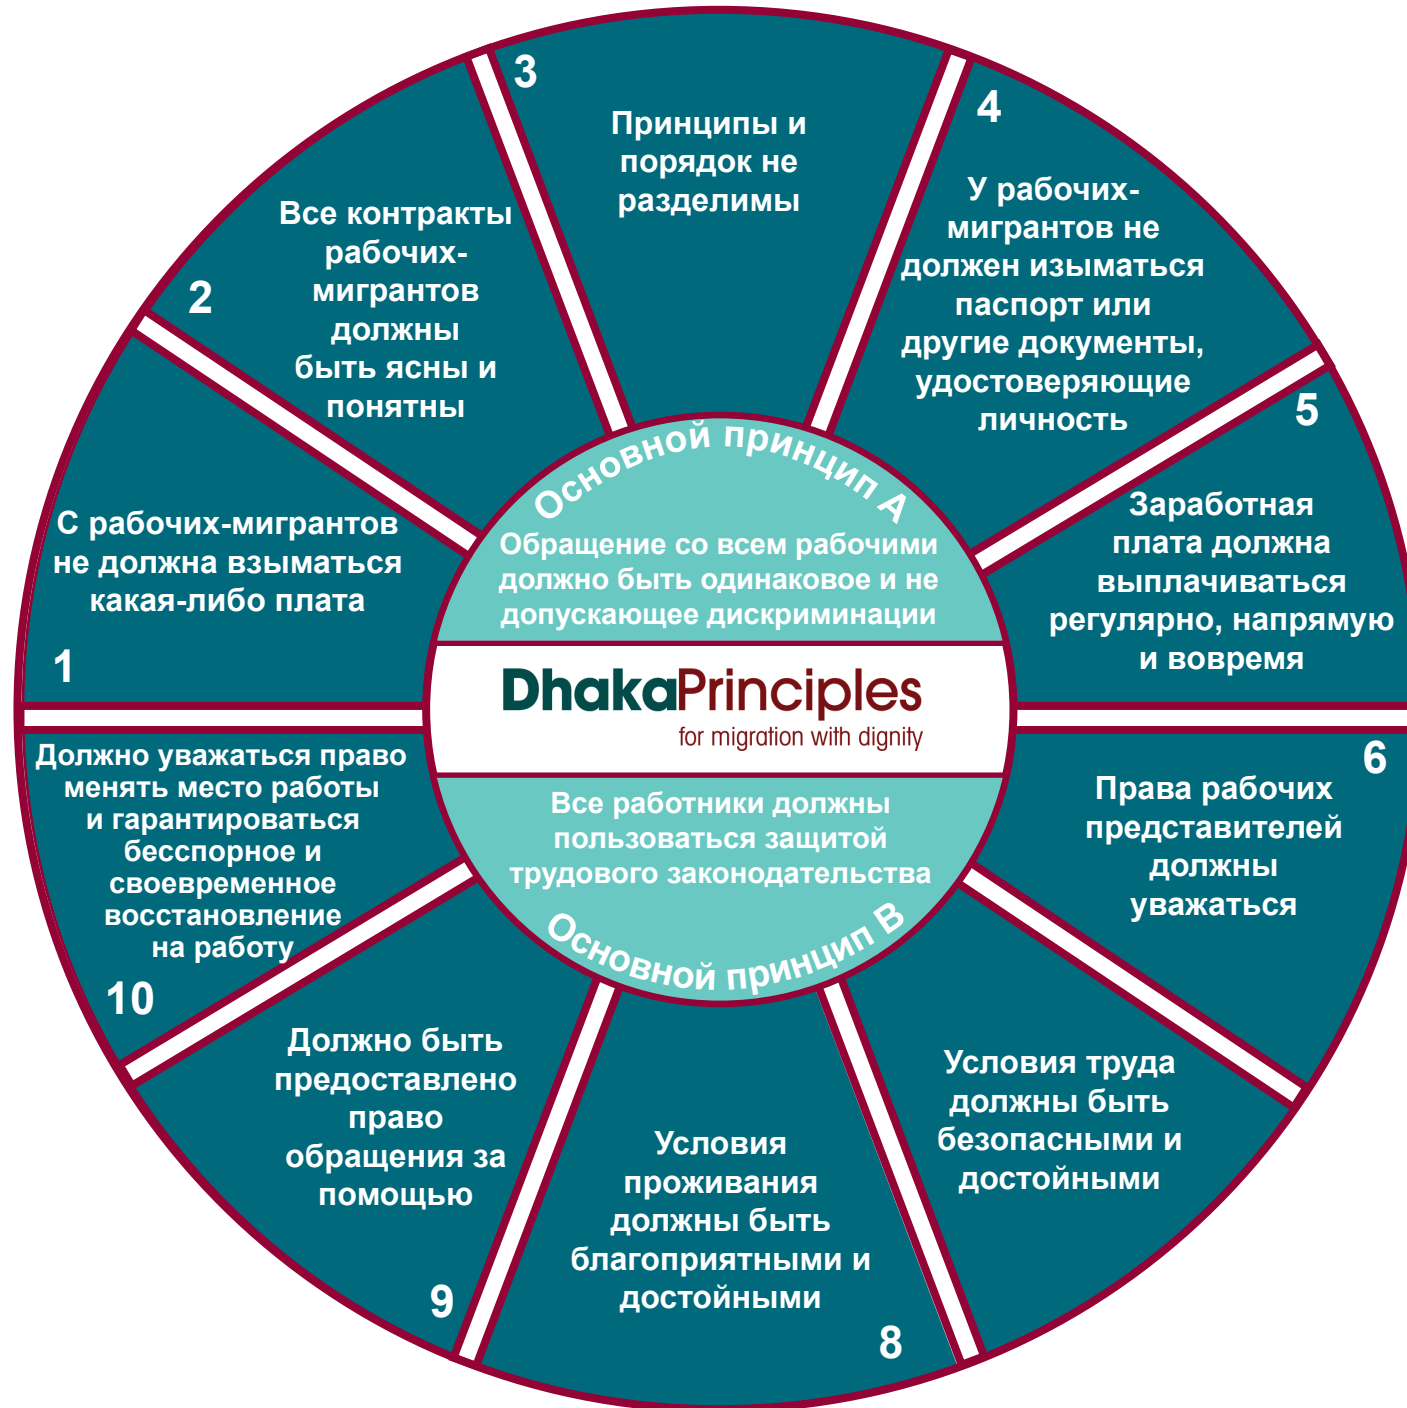 3
Принципы и
порядок не
разделимы
4
У рабочих-
мигрантов не
должен изыматься
паспорт или
другие документы,
удостоверяющие
личность
5
Заработная
плата должна
выплачиваться
регулярно, напрямую
и вовремя
6
Права рабочих
представителей
должны
уважаться
Условия труда
должны быть
безопасными и
достойными
Условия
проживания
должны быть
благоприятными и
достойными
8
Должно быть
предоставлено
право
обращения за
помощью
9
Должно уважаться право
менять место работы
и гарантироваться
бесспорное и
своевременное
восстановление
на работу
10
С рабочих-мигрантов
не должна взыматься
какая-либо плата
1
2
Все контракты
рабочих-
мигрантов
должны
быть ясны и
понятны
Основной принцип А
Обращение со всем рабочими
должно быть одинаковое и не
допускающее дискриминации
DhakaPrinciples
for migration with dignity
Все работники должны
пользоваться защитой
трудового законодательства
Основной принцип В